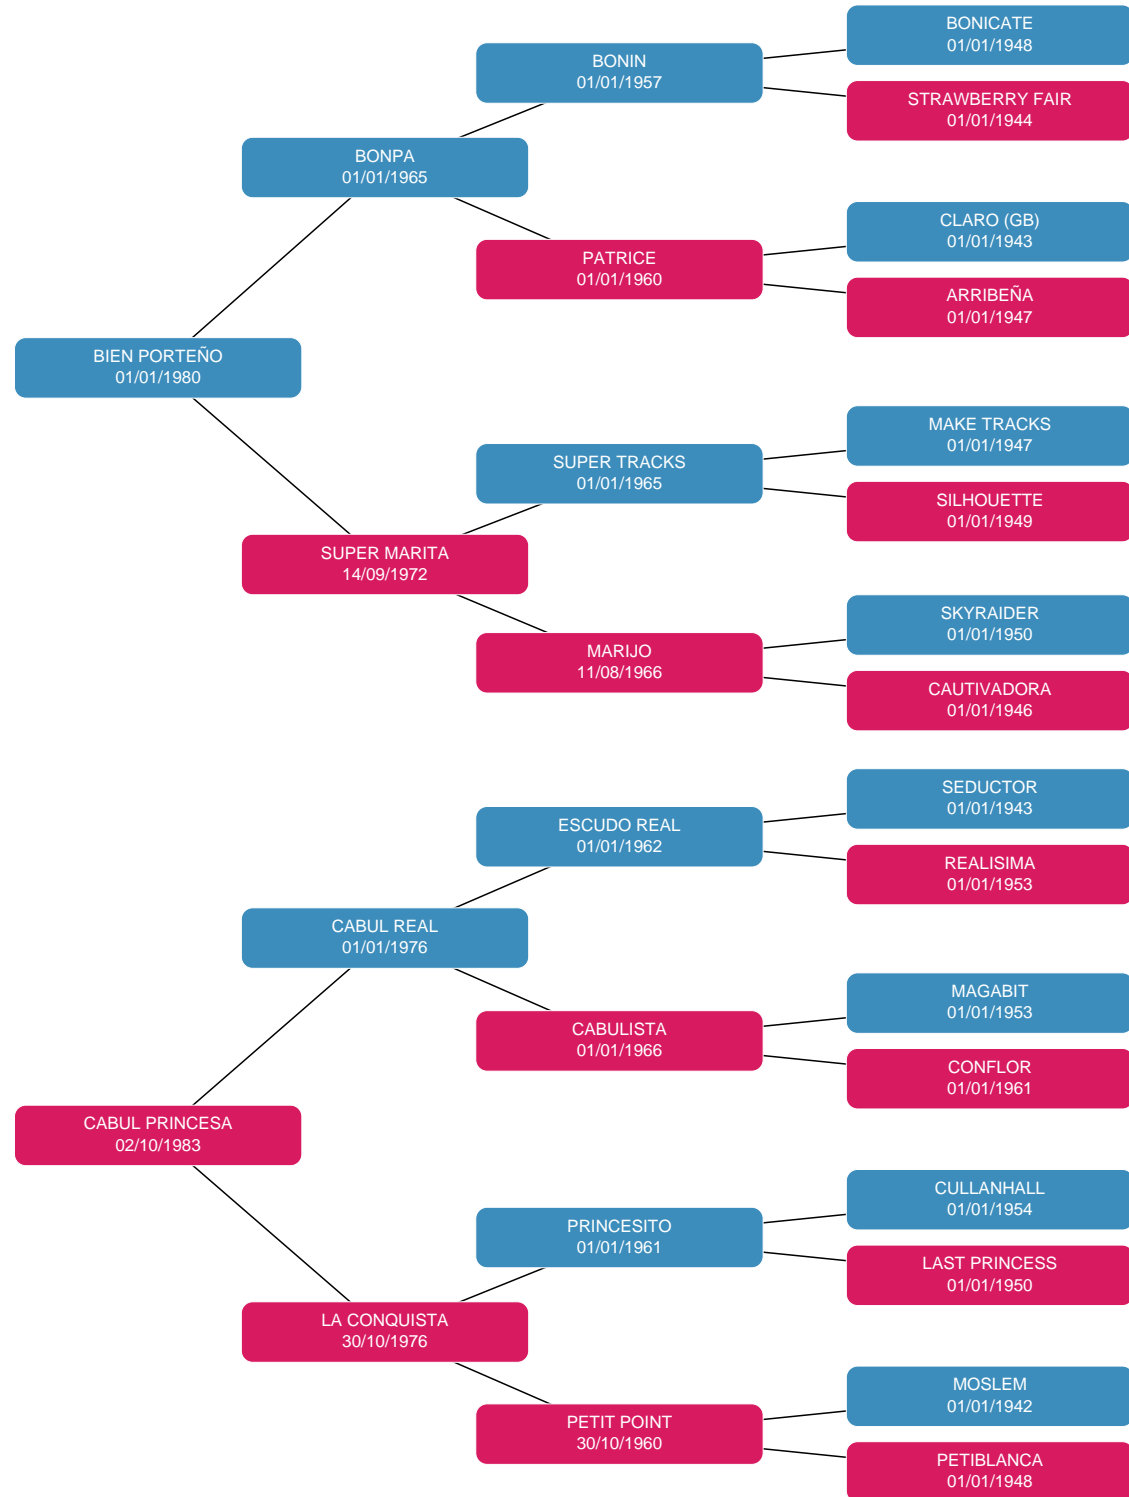 BONICATE
01/01/1948
BONIN
01/01/1957
STRAWBERRY FAIR
01/01/1944
BONPA
01/01/1965
CLARO (GB)
01/01/1943
PATRICE
01/01/1960
ARRIBEÑA
01/01/1947
BIEN PORTEÑO
01/01/1980
MAKE TRACKS
01/01/1947
SUPER TRACKS
01/01/1965
SILHOUETTE
01/01/1949
SUPER MARITA
14/09/1972
SKYRAIDER
01/01/1950
MARIJO
11/08/1966
CAUTIVADORA
01/01/1946
SEDUCTOR
01/01/1943
ESCUDO REAL
01/01/1962
REALISIMA
01/01/1953
CABUL REAL
01/01/1976
MAGABIT
01/01/1953
CABULISTA
01/01/1966
CONFLOR
01/01/1961
CABUL PRINCESA
02/10/1983
CULLANHALL
01/01/1954
PRINCESITO
01/01/1961
LAST PRINCESS
01/01/1950
LA CONQUISTA
30/10/1976
MOSLEM
01/01/1942
PETIT POINT
30/10/1960
PETIBLANCA
01/01/1948